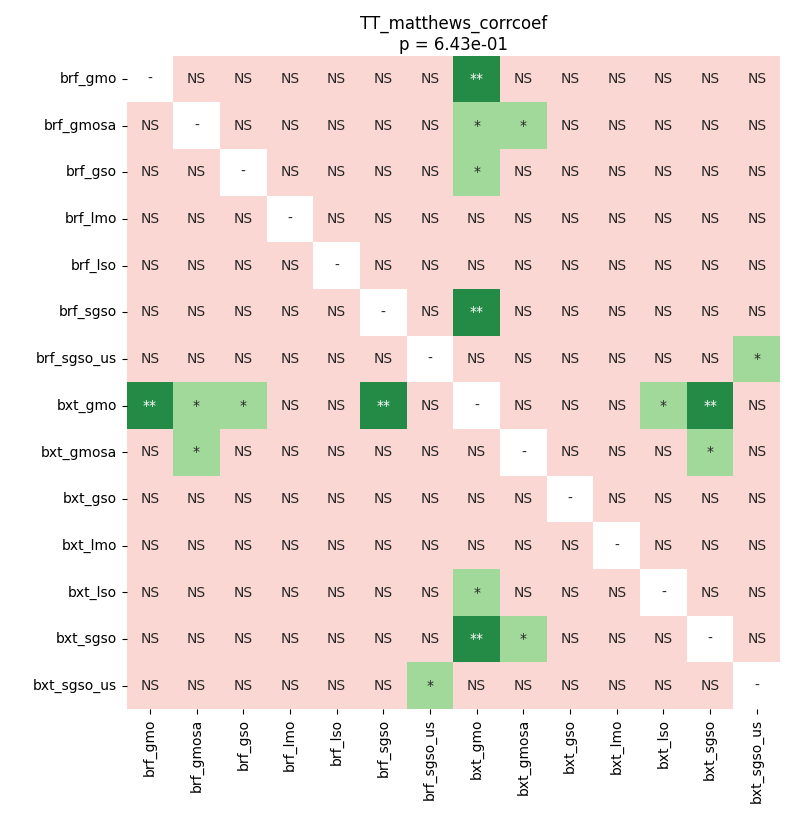 TT_matthews_corrcoef
p = 6.43e-01
brf_gmo - NS NS NS NS NS NS ** NS NS NS NS NS NS
brf_gmosa NS - NS NS NS NS NS * * NS NS NS NS NS
brf_gso NS NS - NS NS NS NS * NS NS NS NS NS NS
brf_lmo NS NS NS - NS NS NS NS NS NS NS NS NS NS
brf_lso NS NS NS NS - NS NS NS NS NS NS NS NS NS
brf_sgso NS NS NS NS NS - NS ** NS NS NS NS NS NS
brf_sgso_us NS NS NS NS NS NS - NS NS NS NS NS NS *
bxt_gmo ** * * NS NS ** NS - NS NS NS * ** NS
bxt_gmosa NS * NS NS NS NS NS NS - NS NS NS * NS
bxt_gso NS NS NS NS NS NS NS NS NS - NS NS NS NS
bxt_lmo NS NS NS NS NS NS NS NS NS NS - NS NS NS
bxt_lso NS NS NS NS NS NS NS * NS NS NS - NS NS
bxt_sgso NS NS NS NS NS NS NS ** * NS NS NS - NS
bxt_sgso_us NS NS NS NS NS NS * NS NS NS NS NS NS -
brf_gmo brf_gmosa brf_gso brf_lmo brf_lso brf_sgso brf_sgso_us bxt_gmo bxt_gmosa bxt_gso bxt_lmo bxt_lso bxt_sgso bxt_sgso_us